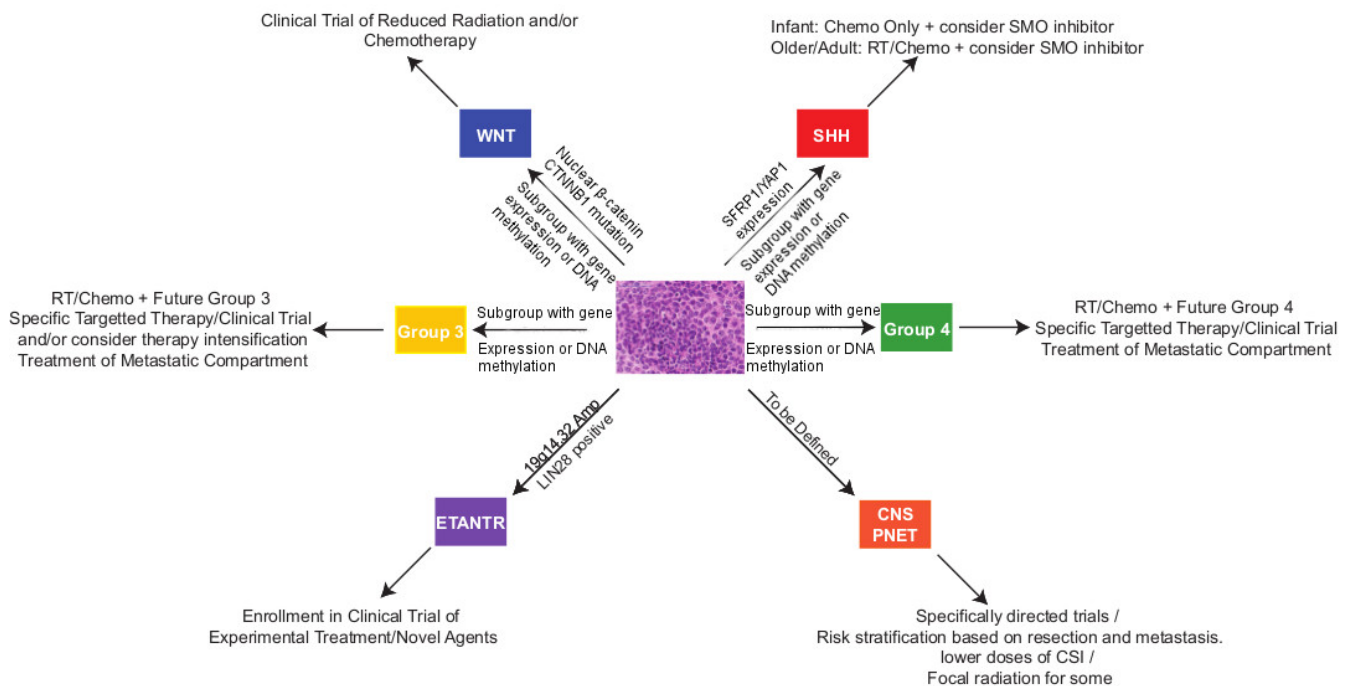 Clinical Trial of Reduced Radiation and/or
Chemotherapy
Infant: Chemo Only + consider SMO inhibitor
Older/Adult: RT/Chemo + consider SMO inhibitor
WNT
SHH
Nuclear β-catenin
CTNNB1 mutation
Subgroup with gene
expression or DNA
methylation
SFRP1/YAP1
expression
Subgroup with gene
expression or
DNA methylation
RT/Chemo + Future Group 3
Specific Targetted Therapy/Clinical Trial
and/or consider therapy intensification
Treatment of Metastatic Compartment
Group 3
Subgroup with gene
Expression or DNA
methylation
Subgroup with gene
Expression or DNA
methylation
Group 4
RT/Chemo + Future Group 4
Specific Targetted Therapy/Clinical Trial
Treatment of Metastatic Compartment
19q14.32 Amp
LIN28 positive
To be Defined
ETANTR
CNS
PNET
Enrollment in Clinical Trial of
Experimental Treatment/Novel Agents
Specifically directed trials /
Risk stratification based on resection and metastasis.
lower doses of CSI /
Focal radiation for some